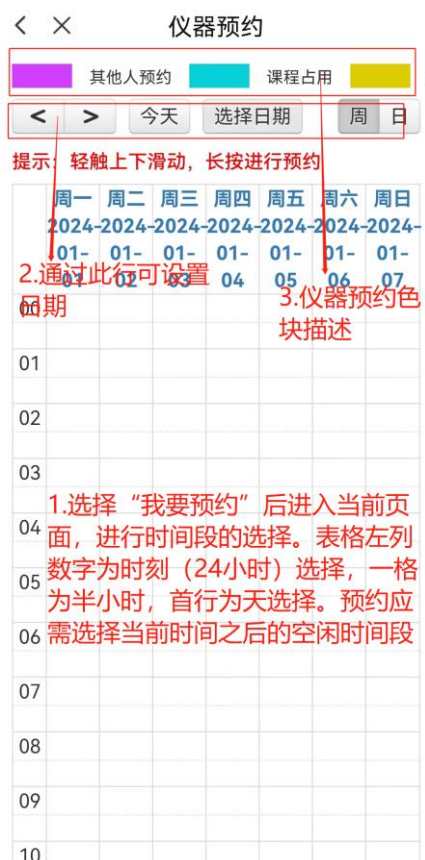 仪器预约
其他人预约 课程占用
< > 今天 选择日期 周 日
提示：轻触上下滑动，长按进行预约
周一 周二 周三 周四 周五 周六 周日
2024- 2024- 2024- 2024- 2024- 2024- 2024-
01- 01- 01- 01- 01- 01- 01-
01 02 03 04 05 06 07
2.通过此行可设置
日期
3.仪器预约色
块描述
00
01
02
03
1.选择“我要预约”后进入当前页
04
面，进行时间段的选择。表格左列
05
数字为时刻（24小时）选择，一格
为半小时，首行为天选择。预约应
06
需选择当前时间之后的空闲时间段
07
08
09
10